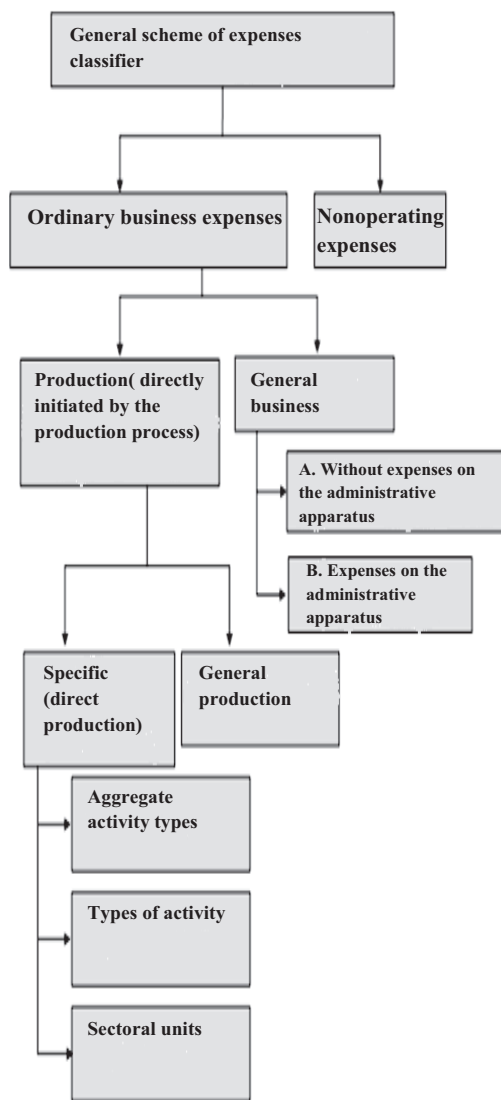 General scheme of expenses
classifier
Ordinary business expenses
Nonoperating
expenses
Production( directly
initiated by the
production process)
General
business
A. Without expenses on
the administrative
apparatus
B. Expenses on the
administrative
apparatus
Specific
(direct
production)
General
production
Aggregate
activity types
Types of activity
Sectoral units